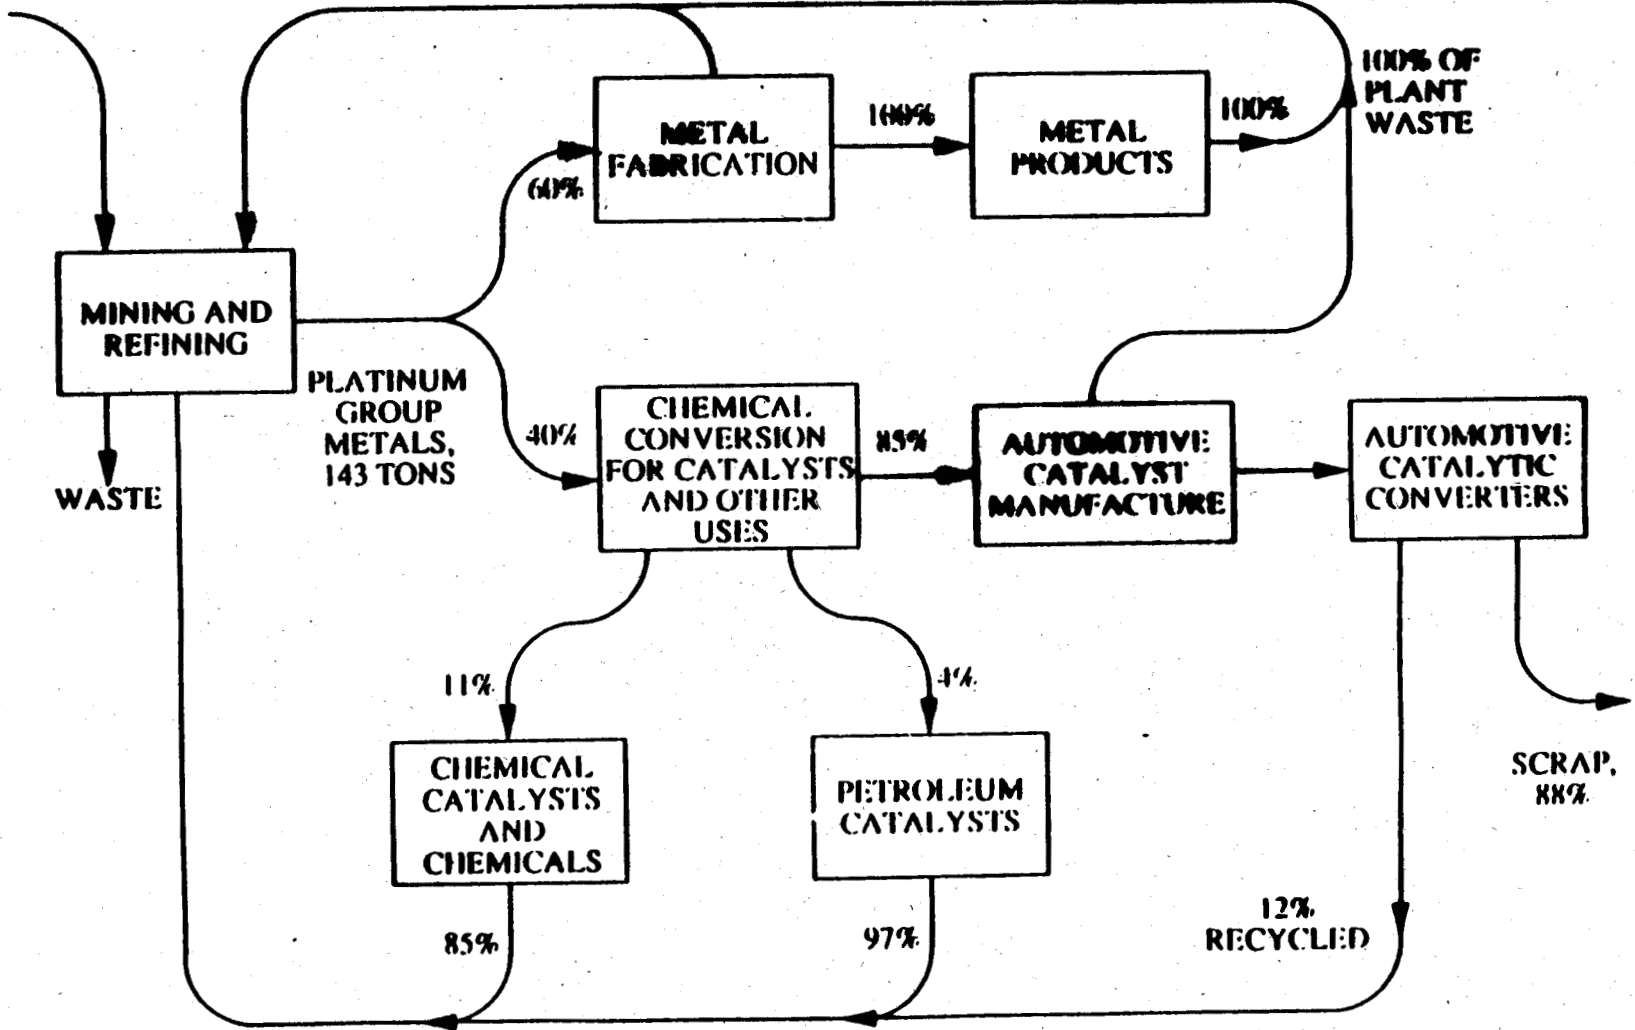 100% OF
PLANT
WASTE
METAL
FABRICATION
100%
METAL
PRODUCTS
100%
60%
MINING AND
REFINING
PLATINUM
GROUP
METALS,
143 TONS
WASTE
40%
CHEMICAL
CONVERSION
FOR CATALYSTS
AND OTHER
USES
85%
AUTOMOTIVE
CATALYST
MANUFACTURE
AUTOMOTIVE
CATALYTIC
CONVERTERS
11%
4%
CHEMICAL
CATALYSTS
AND
CHEMICALS
PETROLEUM
CATALYSTS
SCRAP,
88%
85%
97%
12%
RECYCLED